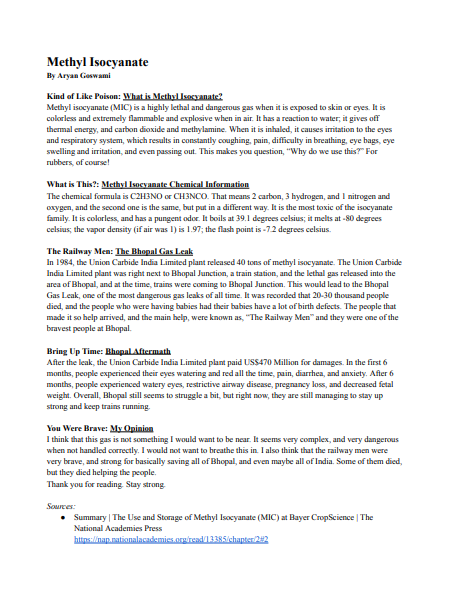 Methyl Isocyanate
By Aryan Goswami
Kind of Like Poison: What is Methyl Isocyanate?
Methyl isocyanate (MIC) is a highly lethal and dangerous gas when it is exposed to skin or eyes. It is
colorless and extremely flammable and explosive when in air. It has a reaction to water; it gives off
thermal energy, and carbon dioxide and methylamine. When it is inhaled, it causes irritation to the eyes
and respiratory system, which results in constantly coughing, pain, difficulty in breathing, eye bags, eye
swelling and irritation, and even passing out. This makes you question, “Why do we use this?” For
rubbers, of course!
What is This?: Methyl Isocyanate Chemical Information
The chemical formula is C2H3NO or CH3NCO. That means 2 carbon, 3 hydrogen, and 1 nitrogen and
oxygen, and the second one is the same, but put in a different way. It is the most toxic of the isocyanate
family. It is colorless, and has a pungent odor. It boils at 39.1 degrees celsius; it melts at -80 degrees
celsius; the vapor density (if air was 1) is 1.97; the flash point is -7.2 degrees celsius.
The Railway Men: The Bhopal Gas Leak
In 1984, the Union Carbide India Limited plant released 40 tons of methyl isocyanate. The Union Carbide
India Limited plant was right next to Bhopal Junction, a train station, and the lethal gas released into the
area of Bhopal, and at the time, trains were coming to Bhopal Junction. This would lead to the Bhopal
Gas Leak, one of the most dangerous gas leaks of all time. It was recorded that 20-30 thousand people
died, and the people who were having babies had their babies have a lot of birth defects. The people that
made it so help arrived, and the main help, were known as, “The Railway Men” and they were one of the
bravest people at Bhopal.
Bring Up Time: Bhopal Aftermath
After the leak, the Union Carbide India Limited plant paid US$470 Million for damages. In the first 6
months, people experienced their eyes watering and red all the time, pain, diarrhea, and anxiety. After 6
months, people experienced watery eyes, restrictive airway disease, pregnancy loss, and decreased fetal
weight. Overall, Bhopal still seems to struggle a bit, but right now, they are still managing to stay up
strong and keep trains running.
You Were Brave: My Opinion
I think that this gas is not something I would want to be near. It seems very complex, and very dangerous
when not handled correctly. I would not want to breathe this in. I also think that the railway men were
very brave, and strong for basically saving all of Bhopal, and even maybe all of India. Some of them died,
but they died helping the people.
Thank you for reading. Stay strong.
Sources:
● Summary | The Use and Storage of Methyl Isocyanate (MIC) at Bayer CropScience | The
National Academies Press
https://nap.nationalacademies.org/read/13385/chapter/2#2